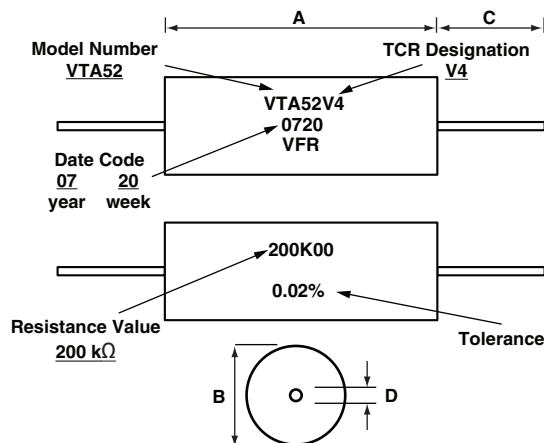 A
C
Model Number
VTA52
TCR Designation
V4
VTA52V4
0720
VFR
Date Code
07 20
year week
200K00
0.02%
Resistance Value
200 kΩ
Tolerance
B
D